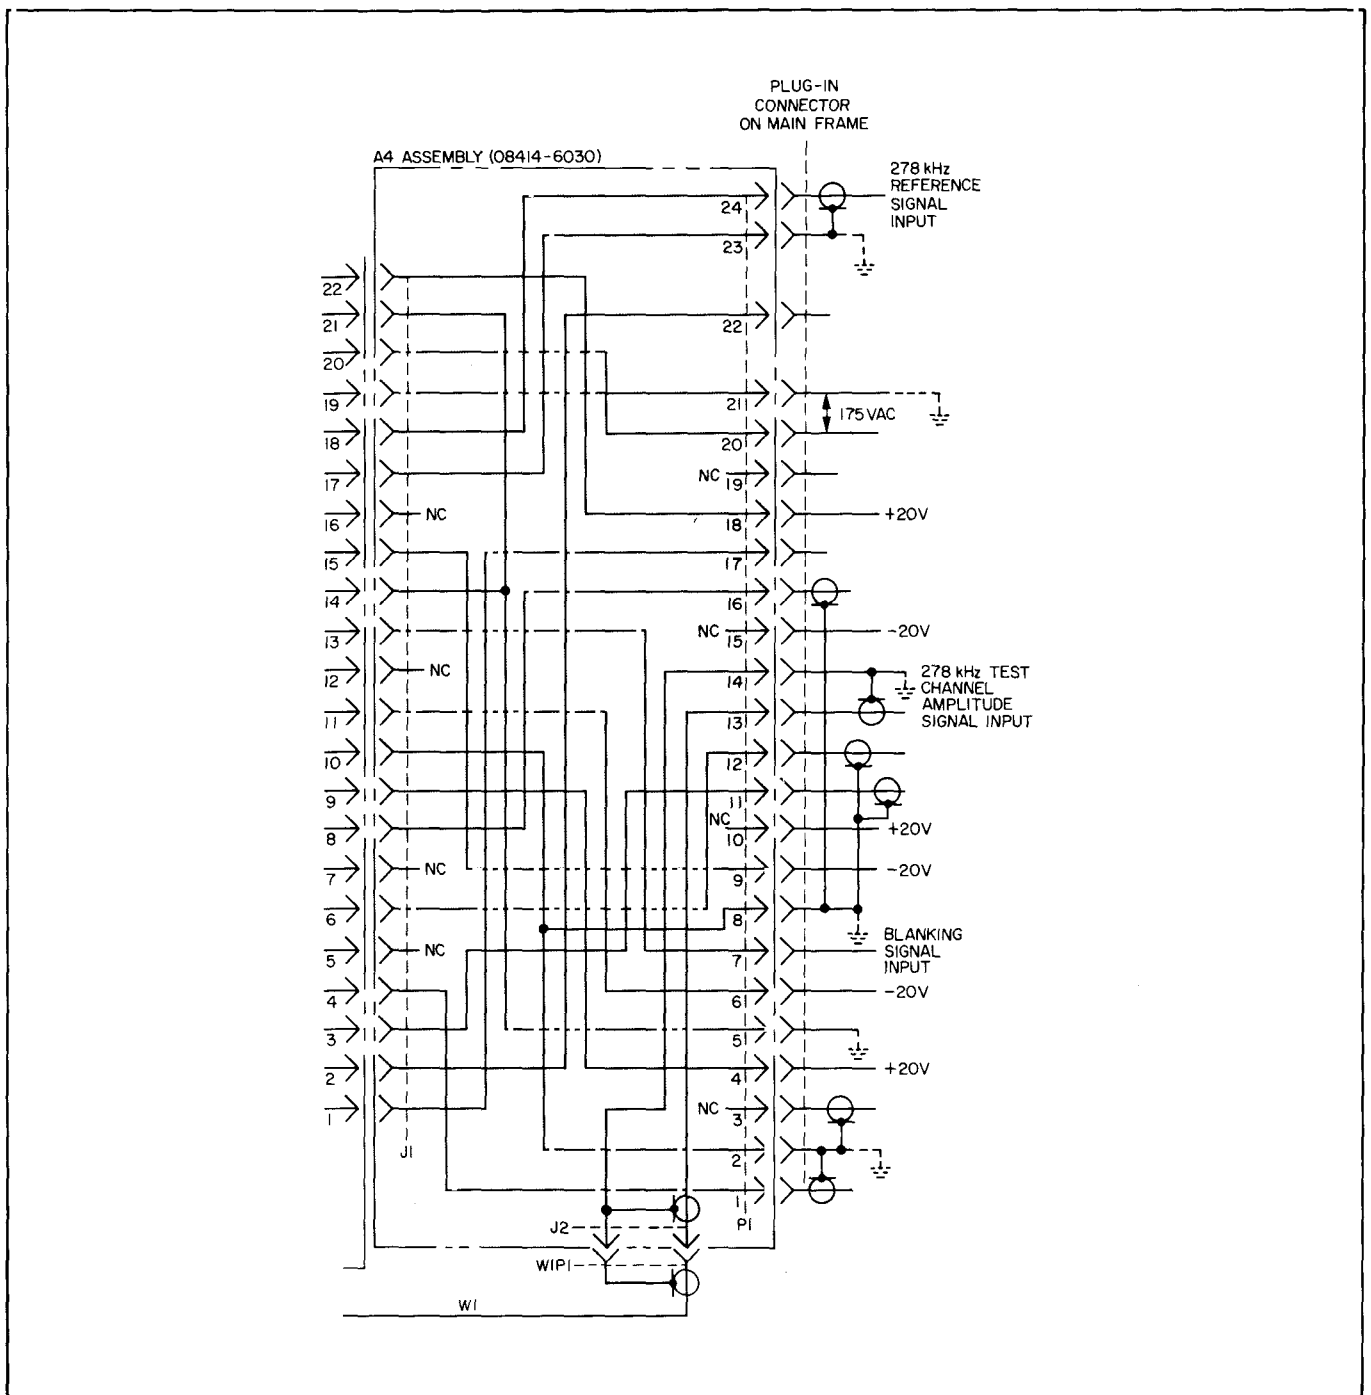 PLUG-IN
CONNECTOR
ON MAIN FRAME
A4 ASSEMBLY (08414-6030)
278 kHz
REFERENCE
SIGNAL
INPUT
24
23
22
21
20
19
18
17
16
NC
15
14
13
12
NC
11
10
9
8
7
NC
6
5
NC
4
3
2
1
J1
22
21
175 VAC
20
NC
19
18
+20V
17
16
NC
15
-20V
14
278 kHz TEST
CHANNEL
AMPLITUDE
SIGNAL INPUT
13
12
11
NC
10
+20V
9
-20V
8
BLANKING
SIGNAL
INPUT
7
6
-20V
5
4
+20V
NC
3
2
1
P1
J2
W1P1
W1